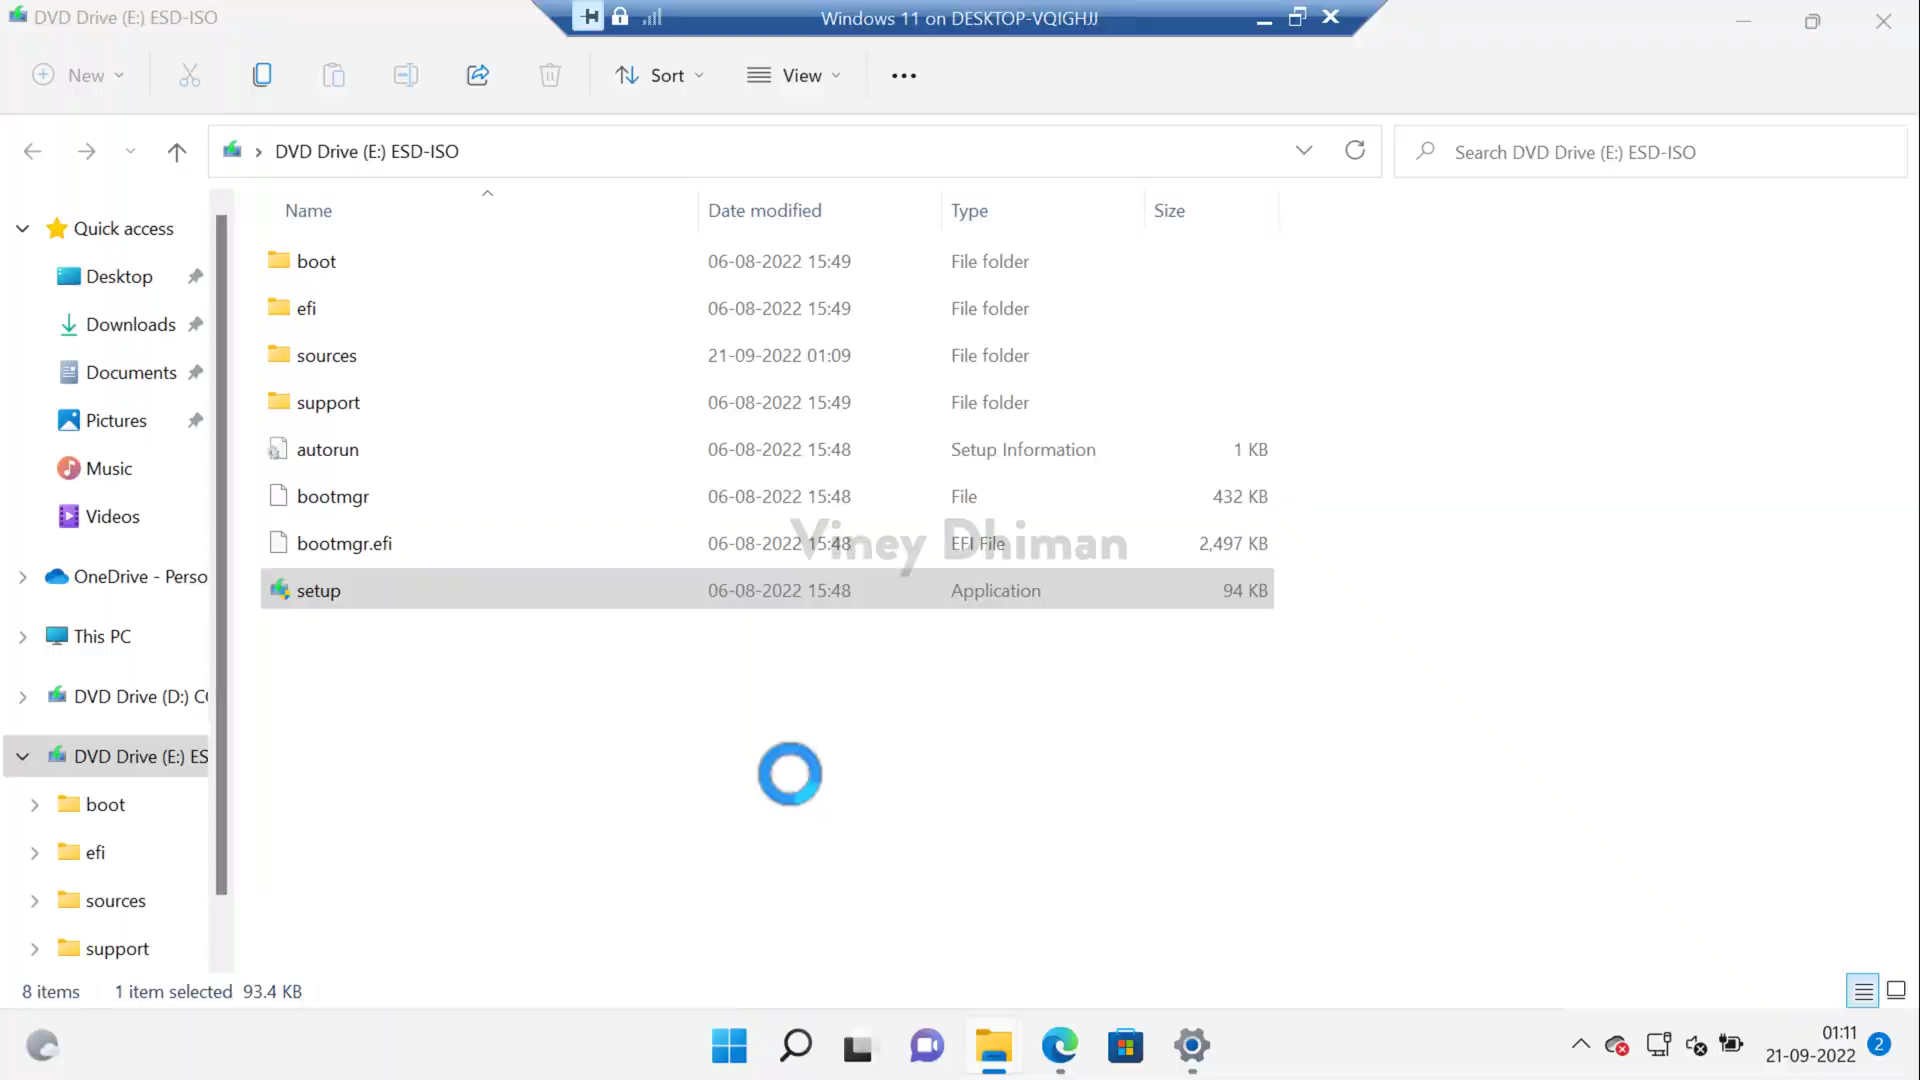 DVD Drive (E:) ESD-ISO
Windows 11 on DESKTOP-VQIGHJJ
New
Sort
View
DVD Drive (E:) ESD-ISO
Search DVD Drive (E:) ESD-ISO
Name Date modified Type Size
Quick access
Desktop
Downloads
Documents
Pictures
Music
Videos
OneDrive - Perso
This PC
DVD Drive (D:) C
DVD Drive (E:) ES
boot
efi
sources
support
boot 06-08-2022 15:49 File folder
efi 06-08-2022 15:49 File folder
sources 21-09-2022 01:09 File folder
support 06-08-2022 15:49 File folder
autorun 06-08-2022 15:48 Setup Information 1 KB
bootmgr 06-08-2022 15:48 File 432 KB
bootmgr.efi 06-08-2022 15:48 EFI File 2,497 KB
setup 06-08-2022 15:48 Application 94 KB
Viney Dhiman
8 items 1 item selected 93.4 KB
01:11
21-09-2022
2